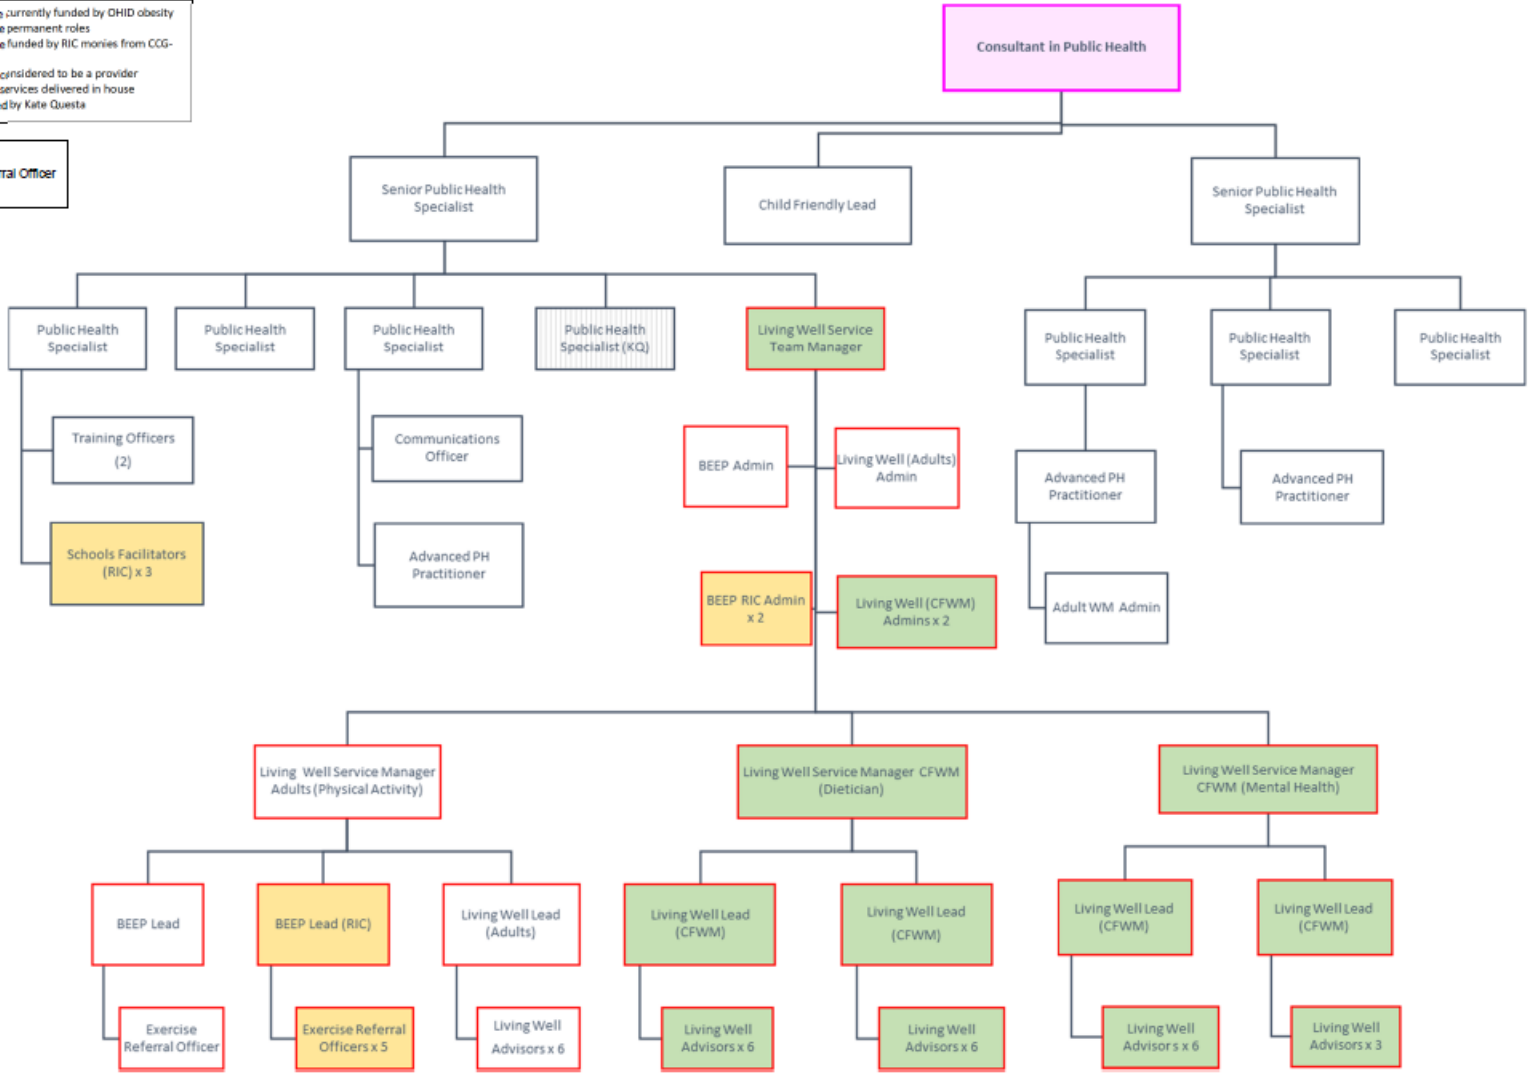 currently funded by OHID obesity
permanent roles
funded by RIC monies from CCG-
considered to be a provider
services delivered in house
by Kate Questa
Officer
Consultant in Public Health
Senior Public Health
Specialist
Child Friendly Lead
Senior Public Health
Specialist
Public Health
Specialist
Public Health
Specialist
Public Health
Specialist
Public Health
Specialist (KQ)
Living Well Service
Team Manager
Public Health
Specialist
Public Health
Specialist
Public Health
Specialist
Training Officers
(2)
Communications
Officer
BEEP Admin
Living Well (Adults)
Admin
Advanced PH
Practitioner
Advanced PH
Practitioner
Schools Facilitators
(RIC) x 3
Advanced PH
Practitioner
BEEP RIC Admin
x 2
Living Well (CFWM)
Admins x 2
Adult WM Admin
Living Well Service Manager
Adults (Physical Activity)
Living Well Service Manager CFWM
(Dietician)
Living Well Service Manager
CFWM (Mental Health)
BEEP Lead
BEEP Lead (RIC)
Living Well Lead
(Adults)
Living Well Lead
(CFWM)
Living Well Lead
(CFWM)
Living Well Lead
(CFWM)
Living Well Lead
(CFWM)
Exercise
Referral Officer
Exercise Referral
Officers x 5
Living Well
Advisors x 6
Living Well
Advisors x 6
Living Well
Advisors x 6
Living Well
Advisors x 6
Living Well
Advisors x 3